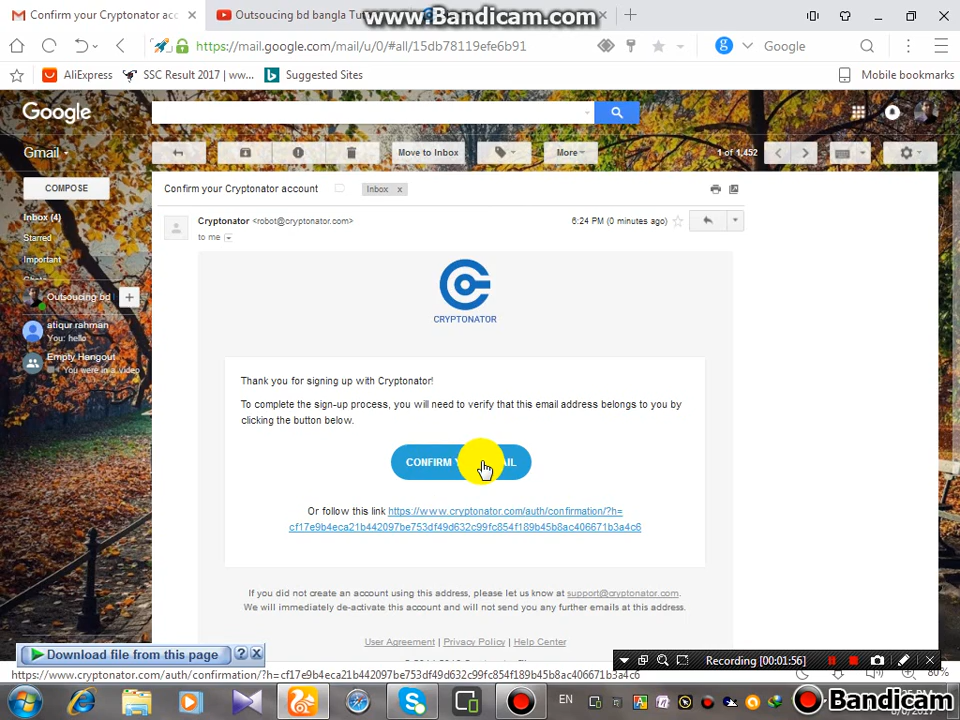 Confirm your Cryptonator acc
Outsoucing bd bangla Tu
www.Bandicam.com
https://mail.google.com/mail/u/0/#all/15db78119efe6b91
Google
AliExpress
SSC Result 2017 | ww...
Suggested Sites
Mobile bookmarks
Google
Gmail
Move to Inbox
More
1 of 1,452
COMPOSE
Confirm your Cryptonator account
Inbox x
Inbox (4)
Starred
Important
Cryptonator <robot@cryptonator.com>
6:24 PM (0 minutes ago)
to me
Outsoucing bd
atiqur rahman
You: hello
Empty Hangout
You were in a video
CRYPTONATOR
Thank you for signing up with Cryptonator!
To complete the sign-up process, you will need to verify that this email address belongs to you by
clicking the button below.
CONFIRM
Or follow this link https://www.cryptonator.com/auth/confirmation/?h=
cf17e9b4eca21b442097be753df49d632c99fc854f189b45b8ac406671b3a4c6
If you did not create an account using this address, please let us know at support@cryptonator.com.
We will immediately de-activate this account and will not send you any further emails at this address.
User Agreement | Privacy Policy | Help Center
Download file from this page
Recording [00:01:56]
https://www.cryptonator.com/auth/confirmation/?h=cf17e9b4eca21b442097be753df49d632c99fc854f189b45b8ac406671b3a4c6
80%
EN
Bandicam